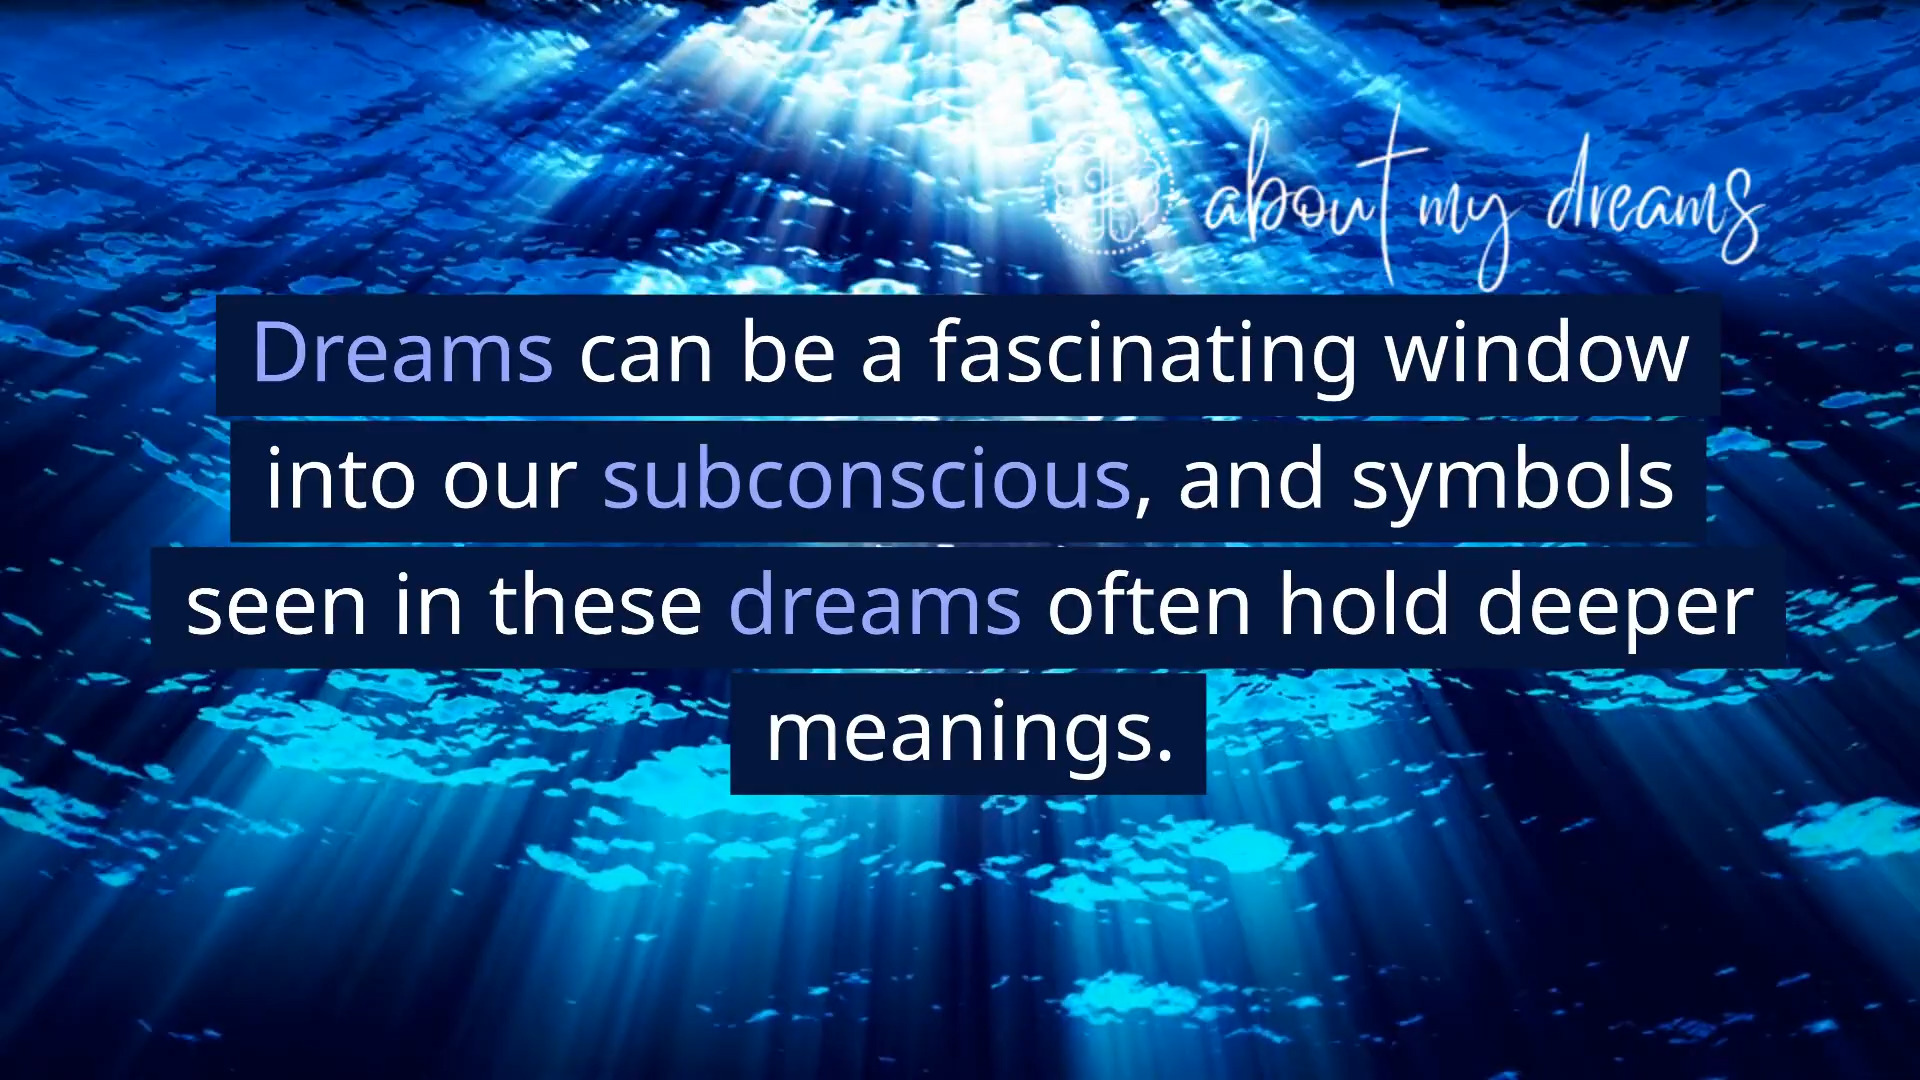 about my dreams
Dreams can be a fascinating window
into our subconscious, and symbols
seen in these dreams often hold deeper
meanings.